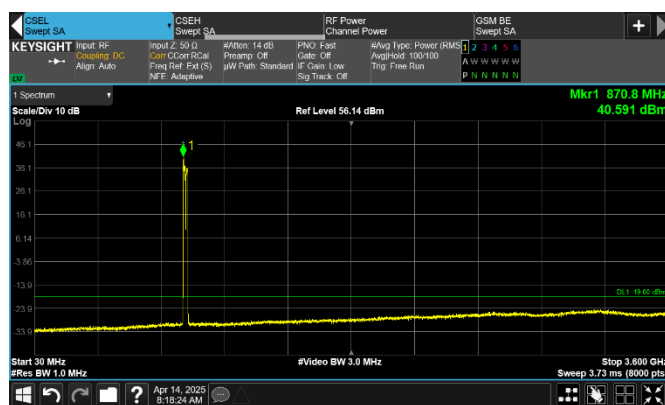 CSEL
Swept SA
CSEH
Swept SA
RF Power
Channel Power
GSM BE
Swept SA
+
KEYSIGHT
Input: RF
Coupling: DC
Align: Auto
Input Z: 50 Ω
Corr CCorr RCal
Freq Ref: Ext (S)
NFE: Adaptive
#Atten: 14 dB
Preamp: Off
µW Path: Standard
PNO: Fast
Gate: Off
IF Gain: Low
Sig Track: Off
#Avg Type: Power (RMS
Avg|Hold: 100/100
Trig: Free Run
1 2 3 4 5 6
A W W W W W
P N N N N N
1 Spectrum
Scale/Div 10 dB
Ref Level 56.14 dBm
Mkr1 870.8 MHz
40.591 dBm
Log
1
46.1
36.1
26.1
16.1
6.14
-3.86
-13.9
-23.9
-33.9
DL1 -19.00 dBm
Start 30 MHz
#Video BW 3.0 MHz
Stop 3.600 GHz
#Res BW 1.0 MHz
Sweep 3.73 ms (8000 pts)
?
Apr 14, 2025
8:18:24 AM